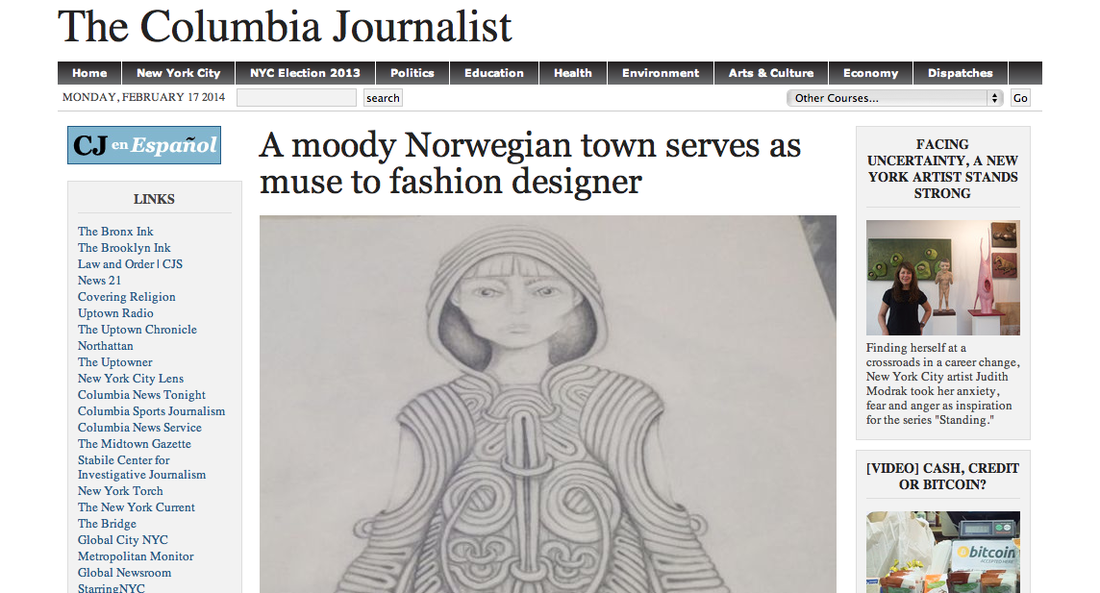 The Columbia Journalist
Home
New York City
NYC Election 2013
Politics
Education
Health
Environment
Arts & Culture
Economy
Dispatches
MONDAY, FEBRUARY 17 2014
search
Other Courses...
Go
CJ en Español
LINKS
The Bronx Ink
The Brooklyn Ink
Law and Order | CJS
News 21
Covering Religion
Uptown Radio
The Uptown Chronicle
Northattan
The Uptowner
New York City Lens
Columbia News Tonight
Columbia Sports Journalism
Columbia News Service
The Midtown Gazette
Stabile Center for
Investigative Journalism
New York Torch
The New York Current
The Bridge
Global City NYC
Metropolitan Monitor
Global Newsroom
StarringNYC
A moody Norwegian town serves as
muse to fashion designer
FACING
UNCERTAINTY, A NEW
YORK ARTIST STANDS
STRONG
Finding herself at a
crossroads in a career change,
New York City artist Judith
Modrak took her anxiety,
fear and anger as inspiration
for the series "Standing."
[VIDEO] CASH, CREDIT
OR BITCOIN?
bitcoin
ACCEPTED HERE